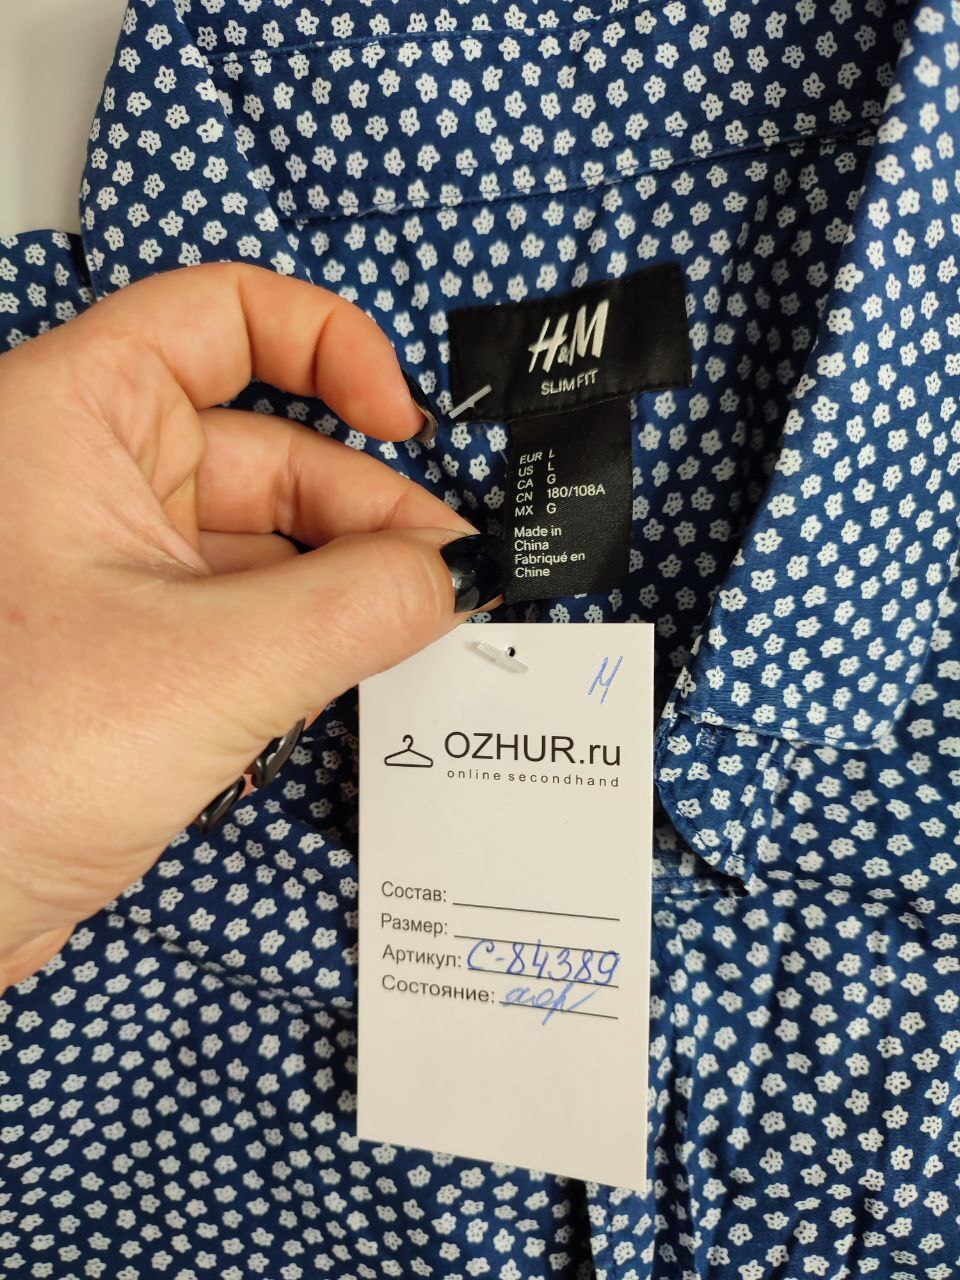 H&M
SLIM FIT
EUR L
US L
CA G
CN 180/108A
MX G
Made in
China
Fabriqué en
Chine
OZHUR.ru
online secondhand
Состав:
Размер:
Артикул: С-84389
Состояние: хор